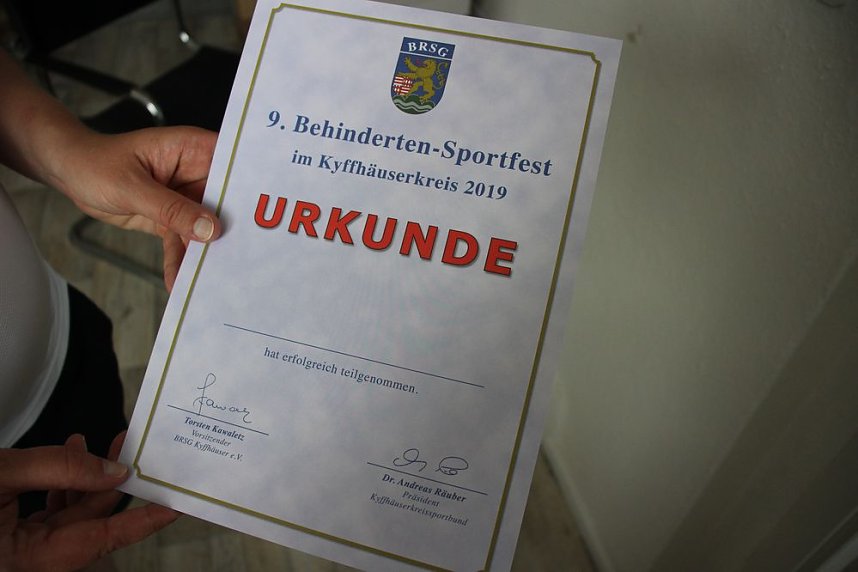 BRSG
9. Behinderten-Sportfest
im Kyffhäuserkreis 2019
URKUNDE
hat erfolgreich teilgenommen.
Torsten Kawaletz
Vorsitzender
BRSG Kyffhäuser e.V.
Dr. Andreas Räuber
Präsident
Kyffhäuserkreissportbund